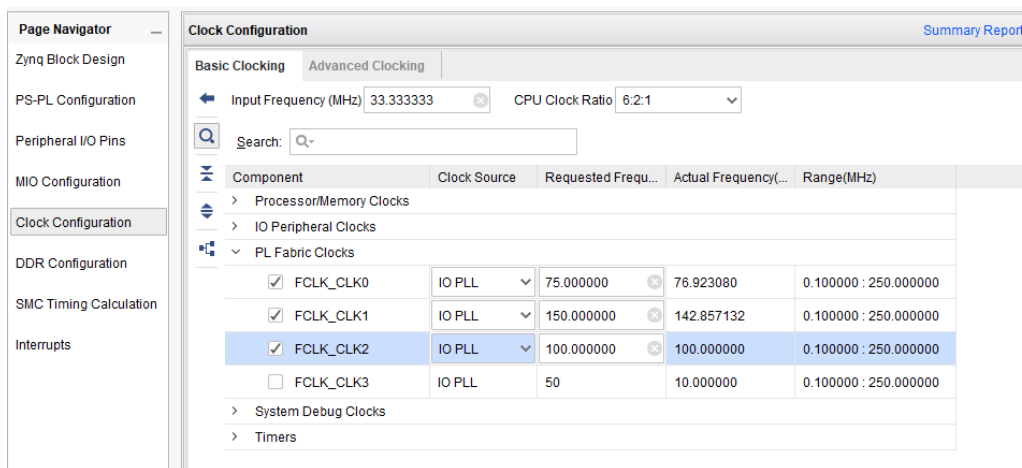 Page Navigator
Zynq Block Design
PS-PL Configuration
Peripheral I/O Pins
MIO Configuration
Clock Configuration
DDR Configuration
SMC Timing Calculation
Interrupts
Clock Configuration Summary Report
Basic Clocking Advanced Clocking
Input Frequency (MHz) 33.333333 CPU Clock Ratio 6:2:1
Search:
Component Clock Source Requested Frequ... Actual Frequency(... Range(MHz)
Processor/Memory Clocks
IO Peripheral Clocks
PL Fabric Clocks
FCLK_CLK0 IO PLL 75.000000 76.923080 0.100000 : 250.000000
FCLK_CLK1 IO PLL 150.000000 142.857132 0.100000 : 250.000000
FCLK_CLK2 IO PLL 100.000000 100.000000 0.100000 : 250.000000
FCLK_CLK3 IO PLL 50 10.000000 0.100000 : 250.000000
System Debug Clocks
Timers